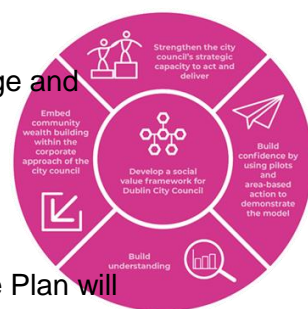 Strengthen the city
council's strategic
capacity to act and
deliver
ge and
Embed
community
wealth building
within the
corporate
approach of the
city council
Develop a social
value framework for
Dublin City Council
Build
confidence by
using pilots
and
area-based
action to
demonstrate
the model
Build
understanding
e Plan will